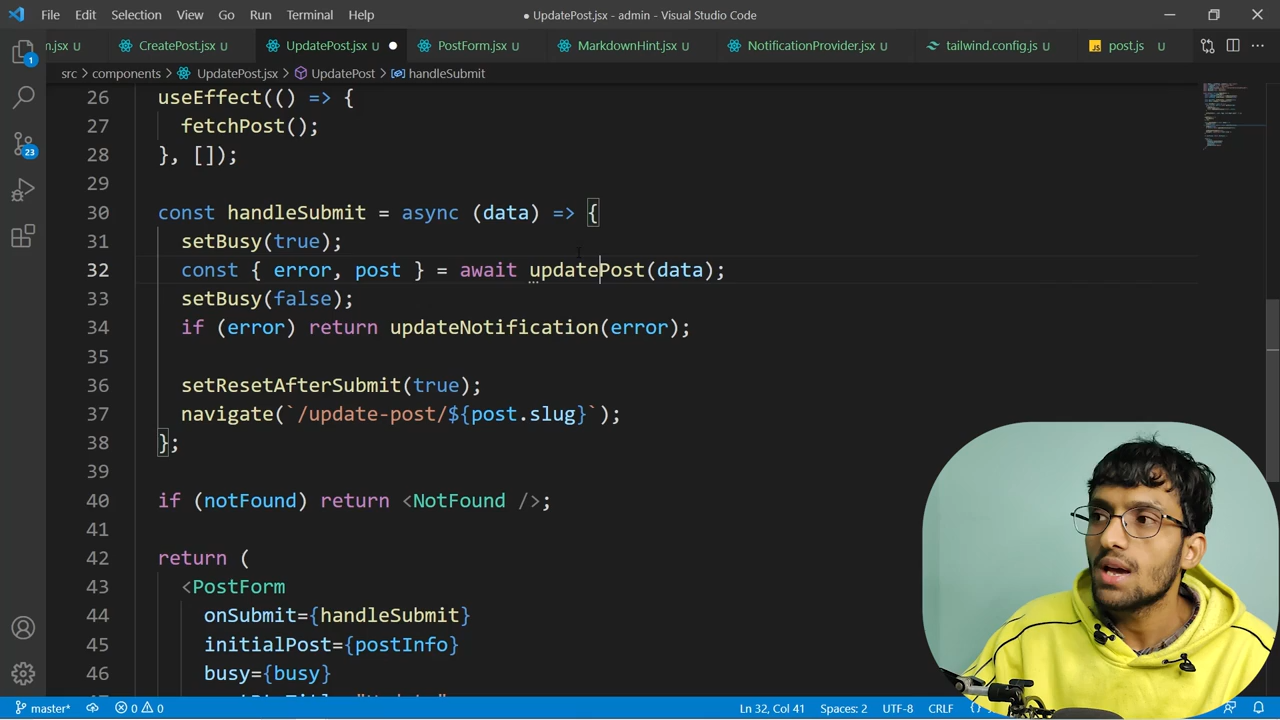 File Edit Selection View Go Run Terminal Help
● UpdatePost.jsx - admin - Visual Studio Code
m.jsx U CreatePost.jsx U UpdatePost.jsx U ● PostForm.jsx U MarkdownHint.jsx U NotificationProvider.jsx U tailwind.config.js U JS post.js U
src > components > UpdatePost.jsx > UpdatePost > handleSubmit
26 useEffect(() => {
27 fetchPost();
28 }, []);
29
30 const handleSubmit = async (data) => {
31 setBusy(true);
32 const { error, post } = await updatePost(data);
33 setBusy(false);
34 if (error) return updateNotification(error);
35
36 setResetAfterSubmit(true);
37 navigate(`/update-post/${post.slug}`);
38 };
39
40 if (notFound) return <NotFound />;
41
42 return (
43 <PostForm
44 onSubmit={handleSubmit}
45 initialPost={postInfo}
46 busy={busy}
1
23
master* 0 0 Ln 32, Col 41 Spaces: 2 UTF-8 CRLF